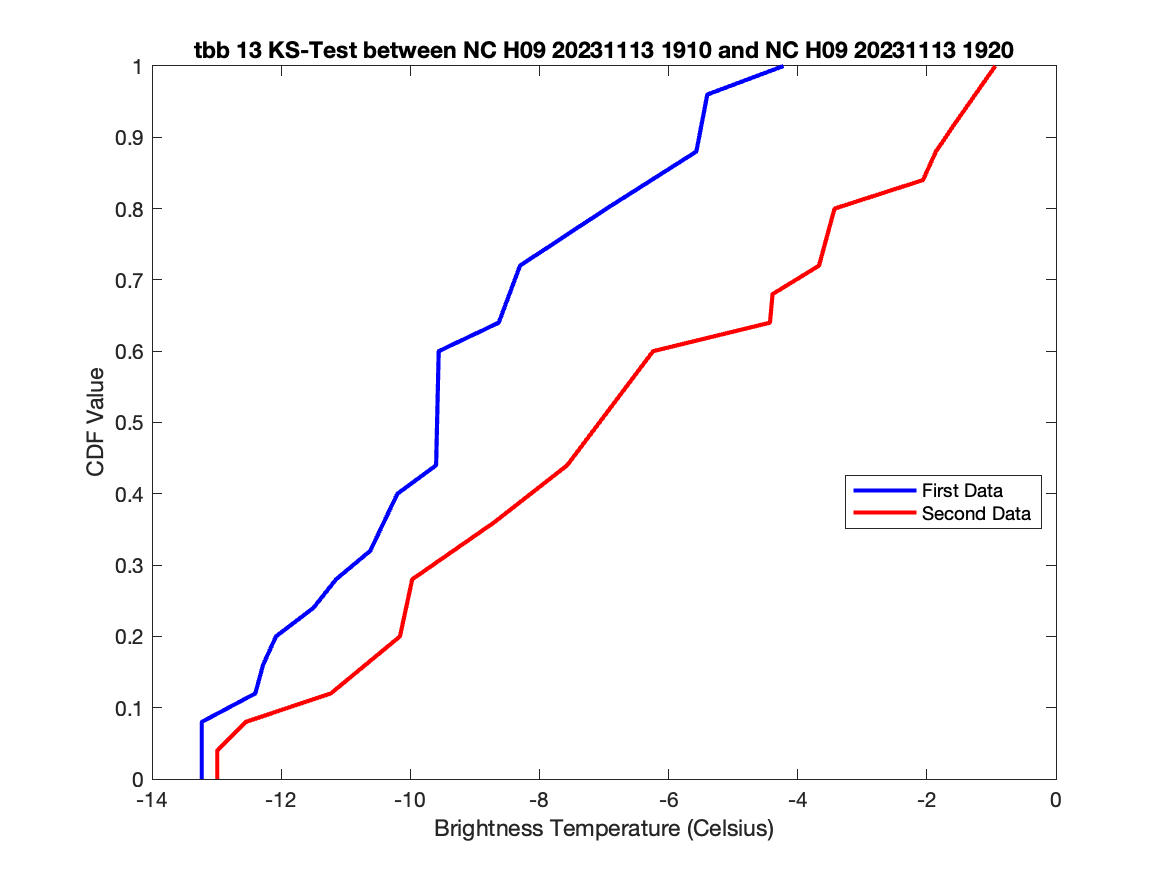 tbb 13 KS-Test between NC H09 20231113 1910 and NC H09 20231113 1920
1
0.9
0.8
0.7
0.6
0.5
0.4
0.3
0.2
0.1
0
CDF Value
First Data
Second Data
-14 -12 -10 -8 -6 -4 -2 0
Brightness Temperature (Celsius)